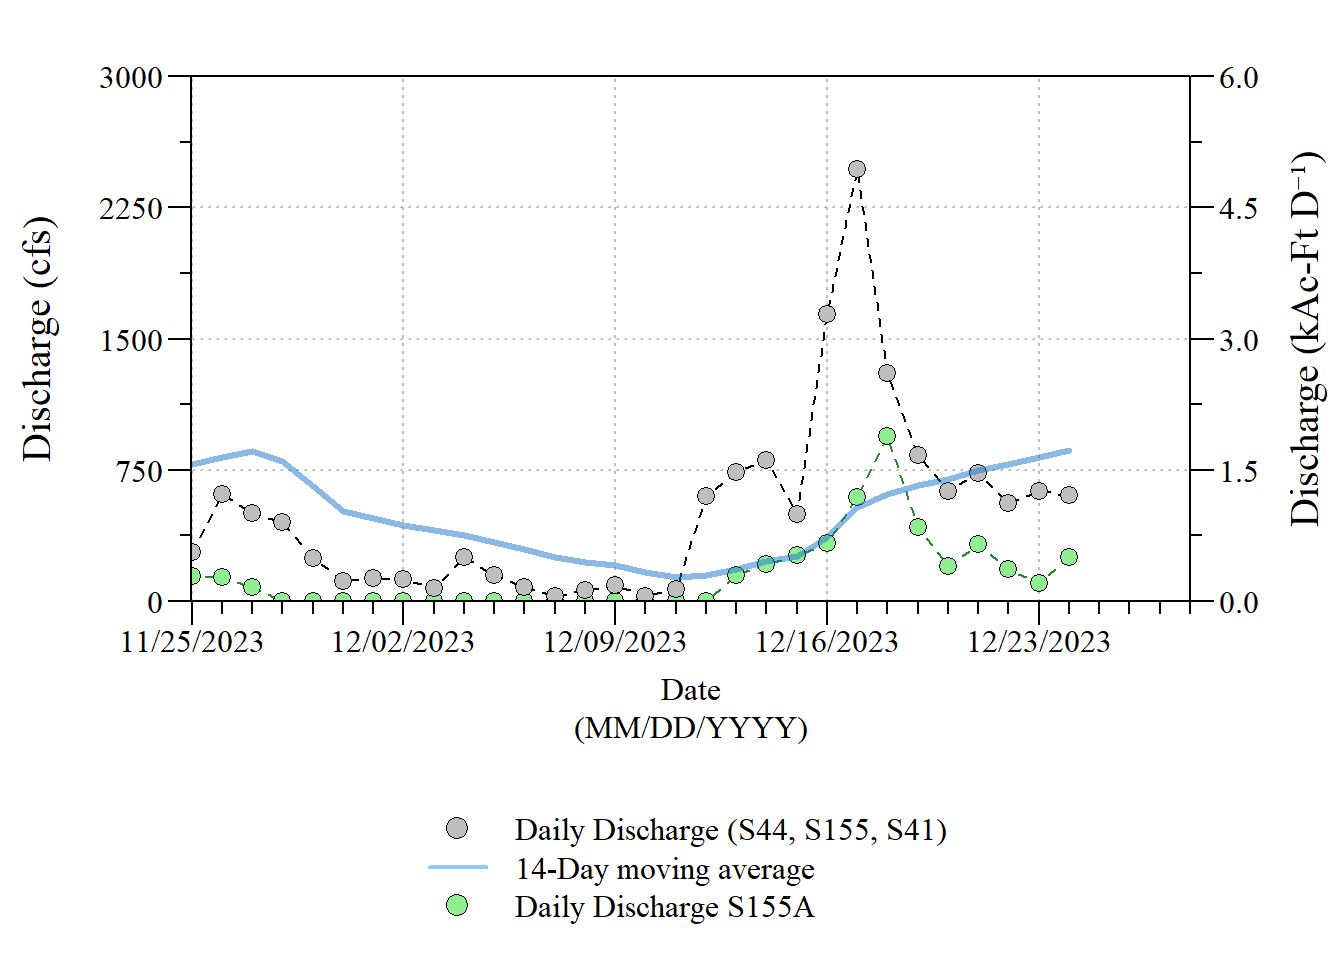 3000
2250
1500
750
0
Discharge (cfs)
6.0
4.5
3.0
1.5
0.0
Discharge (kAc-Ft D⁻¹)
11/25/2023 12/02/2023 12/09/2023 12/16/2023 12/23/2023
Date
(MM/DD/YYYY)
Daily Discharge (S44, S155, S41)
14-Day moving average
Daily Discharge S155A